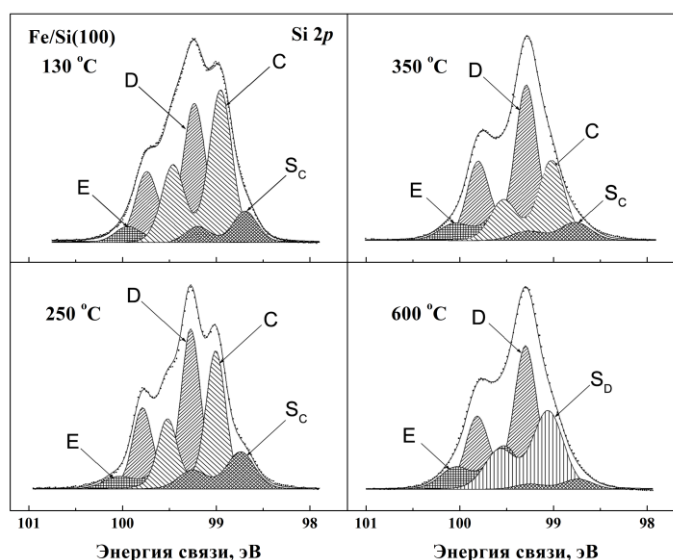 Fe/Si(100) Si 2p
130 °C
D
C
E
S_C
350 °C
D
C
E
S_C
250 °C
D
C
E
S_C
101 100 99 98
Энергия связи, эВ
600 °C
D
S_D
E
101 100 99 98
Энергия связи, эВ